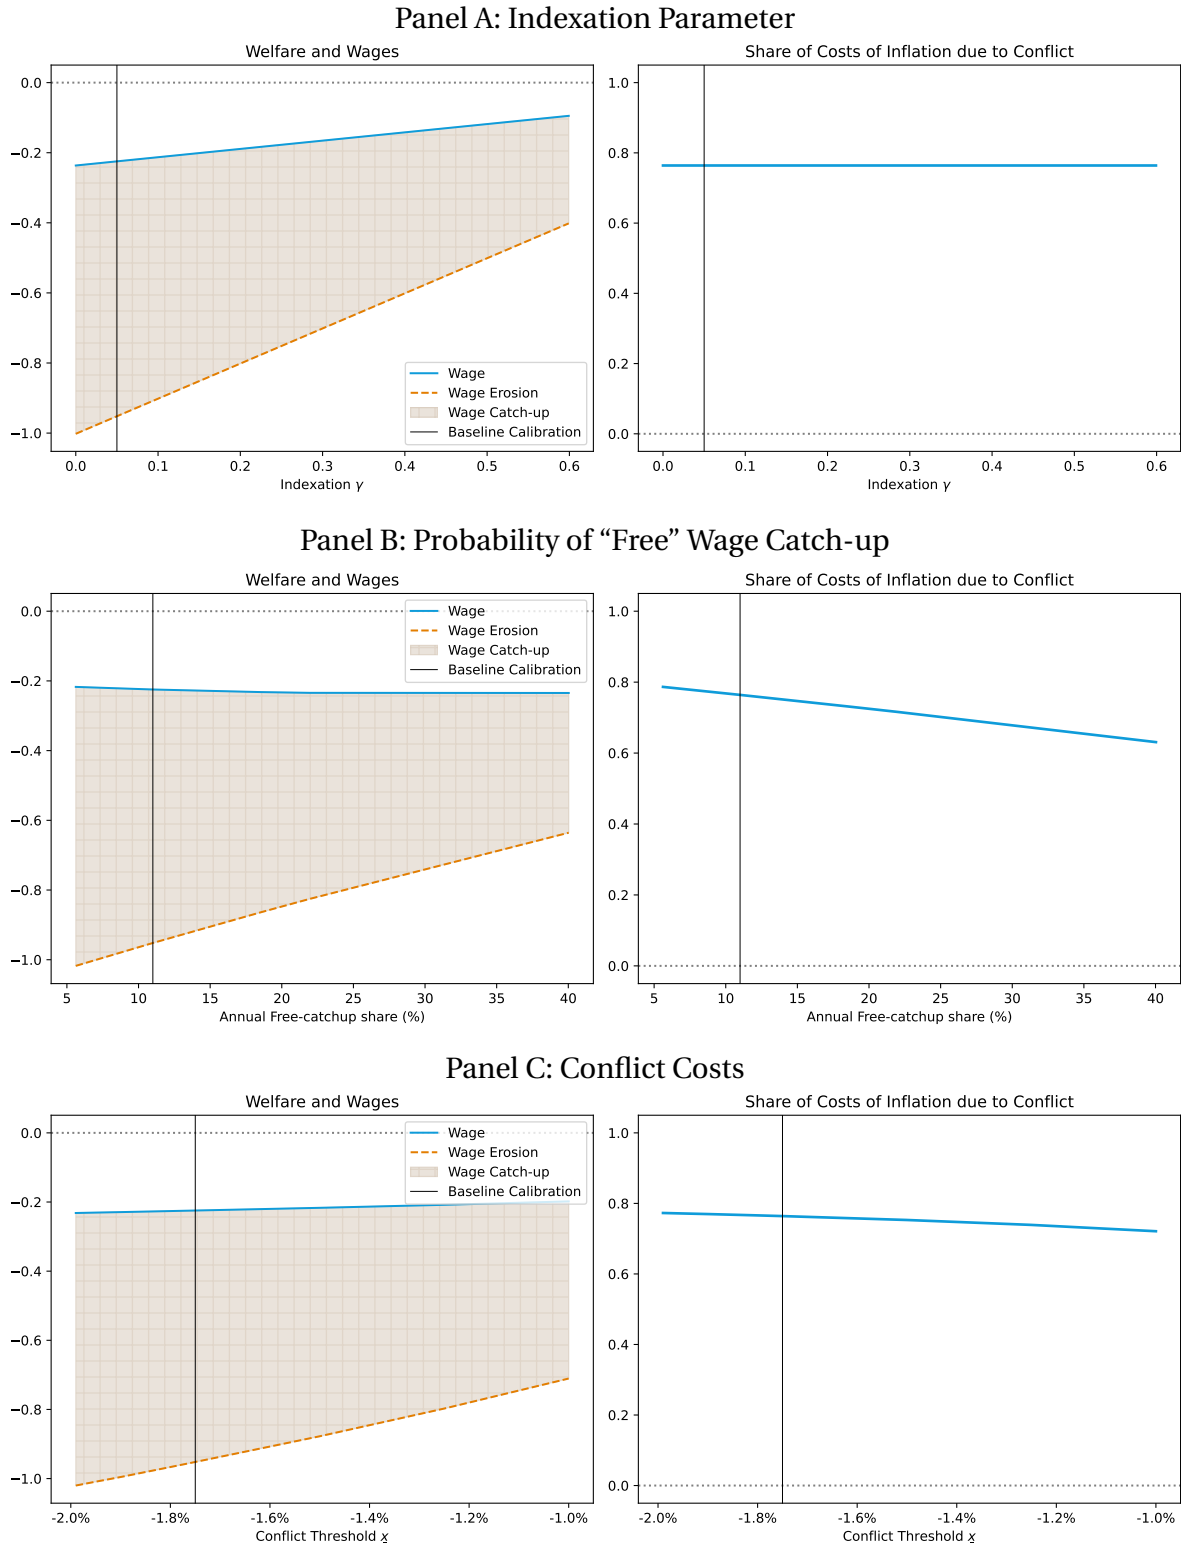 Panel A: Indexation Parameter
Welfare and Wages
0.0
−0.2
−0.4
−0.6
−0.8
−1.0
Wage
Wage Erosion
Wage Catch-up
Baseline Calibration
0.0 0.1 0.2 0.3 0.4 0.5 0.6
Indexation γ
Share of Costs of Inflation due to Conflict
1.0
0.8
0.6
0.4
0.2
0.0
0.0 0.1 0.2 0.3 0.4 0.5 0.6
Indexation γ
Panel B: Probability of “Free” Wage Catch-up
Welfare and Wages
0.0
−0.2
−0.4
−0.6
−0.8
−1.0
Wage
Wage Erosion
Wage Catch-up
Baseline Calibration
5 10 15 20 25 30 35 40
Annual Free-catchup share (%)
Share of Costs of Inflation due to Conflict
1.0
0.8
0.6
0.4
0.2
0.0
5 10 15 20 25 30 35 40
Annual Free-catchup share (%)
Panel C: Conflict Costs
Welfare and Wages
0.0
−0.2
−0.4
−0.6
−0.8
−1.0
Wage
Wage Erosion
Wage Catch-up
Baseline Calibration
-2.0% -1.8% -1.6% -1.4% -1.2% -1.0%
Conflict Threshold x̲
Share of Costs of Inflation due to Conflict
1.0
0.8
0.6
0.4
0.2
0.0
-2.0% -1.8% -1.6% -1.4% -1.2% -1.0%
Conflict Threshold x̲